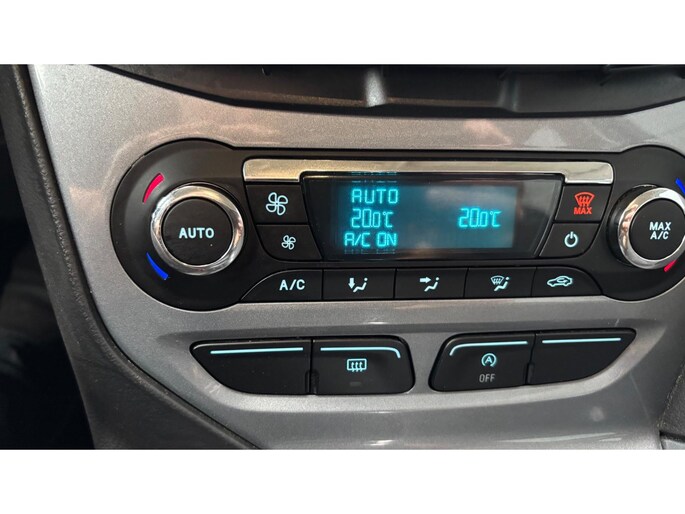 AUTO
20.0°C 20.0°C
A/C ON
AUTO
MAX
MAX
A/C
A/C
A
OFF